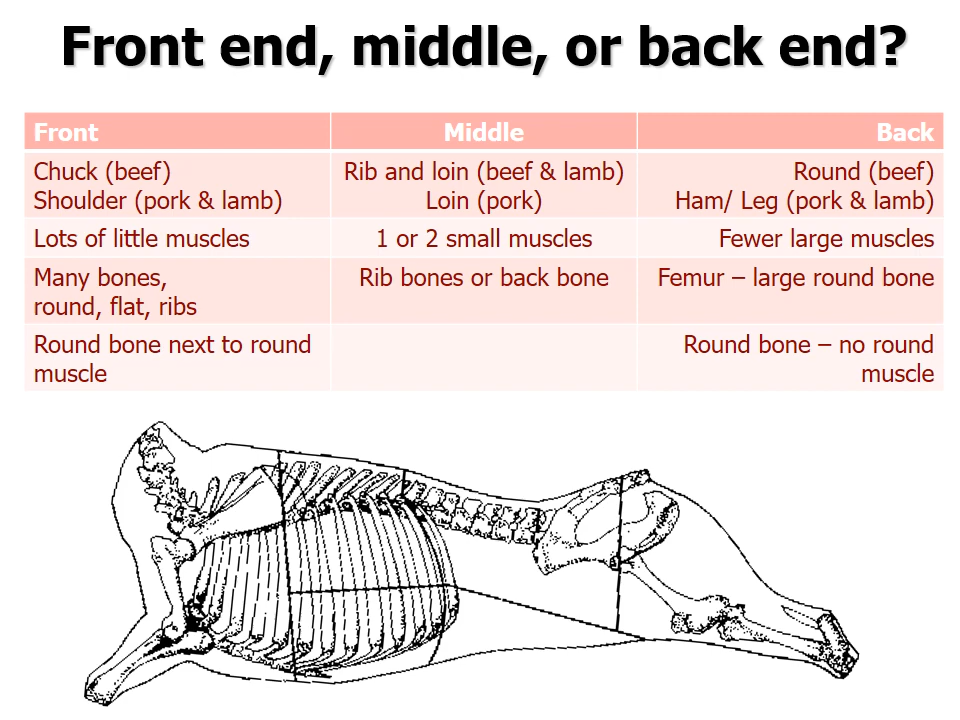 Front end, middle, or back end?
Front
Middle
Back
Chuck (beef)
Shoulder (pork & lamb)
Rib and loin (beef & lamb)
Loin (pork)
Round (beef)
Ham/ Leg (pork & lamb)
Lots of little muscles
1 or 2 small muscles
Fewer large muscles
Many bones,
round, flat, ribs
Rib bones or back bone
Femur – large round bone
Round bone next to round
muscle
Round bone – no round
muscle